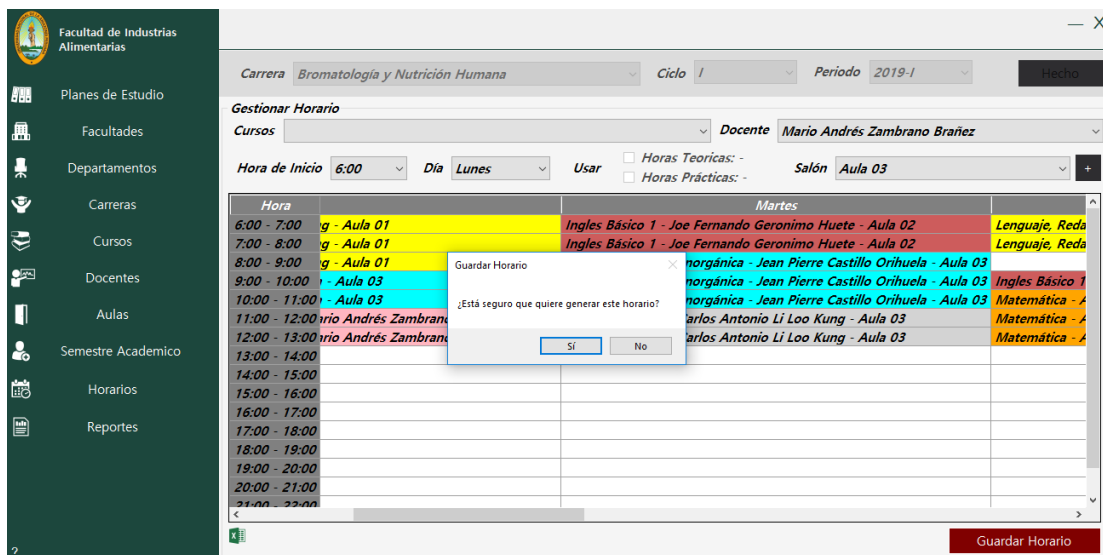 Facultad de Industrias
Alimentarias
— X
Planes de Estudio
Facultades
Departamentos
Carreras
Cursos
Docentes
Aulas
Semestre Academico
Horarios
Reportes
?
Carrera Bromatología y Nutrición Humana Ciclo I Periodo 2019-I Hecho
Gestionar Horario
Cursos Docente Mario Andrés Zambrano Brañez
Hora de Inicio 6:00 Día Lunes Usar Horas Teoricas: - Salón Aula 03 +
Horas Prácticas: -
Hora Martes
6:00 - 7:00 g - Aula 01 Ingles Básico 1 - Joe Fernando Geronimo Huete - Aula 02 Lenguaje, Reda
7:00 - 8:00 g - Aula 01 Ingles Básico 1 - Joe Fernando Geronimo Huete - Aula 02 Lenguaje, Reda
8:00 - 9:00 g - Aula 01 norgánica - Jean Pierre Castillo Orihuela - Aula 03
9:00 - 10:00 - Aula 03 norgánica - Jean Pierre Castillo Orihuela - Aula 03 Ingles Básico 1
10:00 - 11:00 - Aula 03 norgánica - Jean Pierre Castillo Orihuela - Aula 03 Matemática - A
11:00 - 12:00 rio Andrés Zambran arlos Antonio Li Loo Kung - Aula 03 Matemática - A
12:00 - 13:00 rio Andrés Zambran arlos Antonio Li Loo Kung - Aula 03 Matemática - A
13:00 - 14:00
14:00 - 15:00
15:00 - 16:00
16:00 - 17:00
17:00 - 18:00
18:00 - 19:00
19:00 - 20:00
20:00 - 21:00
21:00 - 22:00
Guardar Horario
¿Está seguro que quiere generar este horario?
Sí No
Guardar Horario